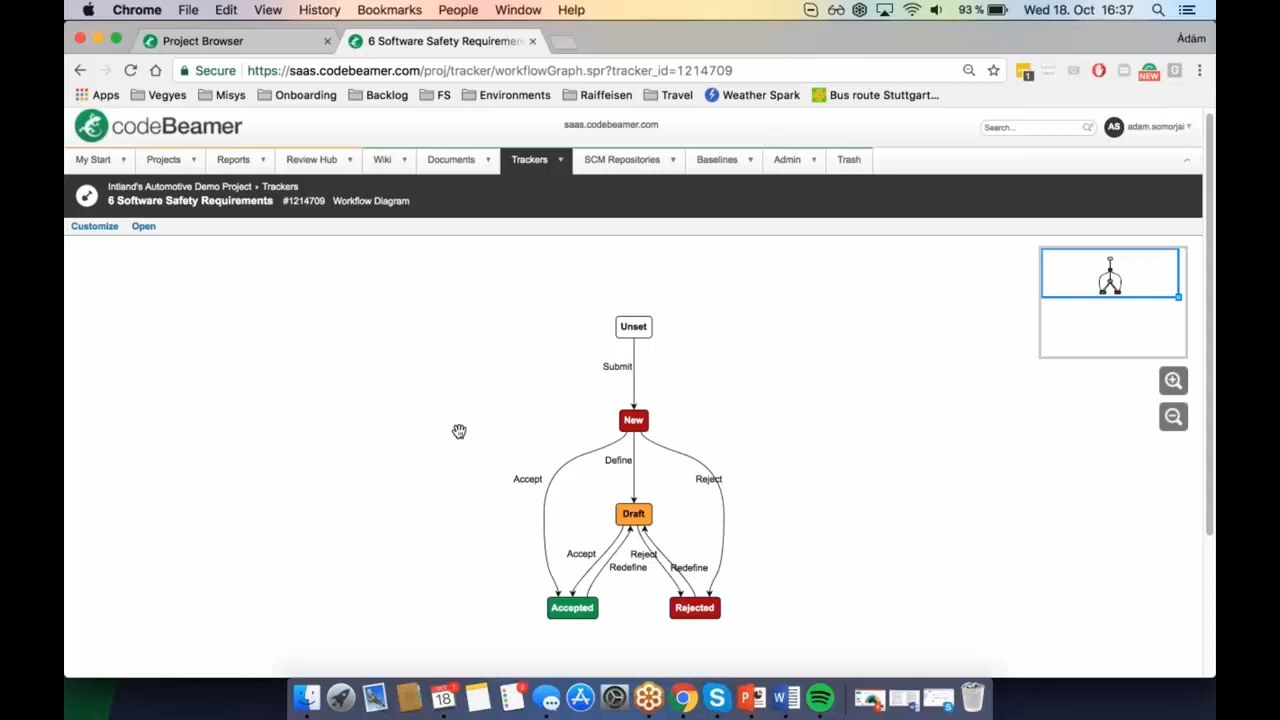 Chrome File Edit View History Bookmarks People Window Help 93 % Wed 18. Oct 16:37
Project Browser × 6 Software Safety Requiremen × Ádám
Secure https://saas.codebeamer.com/proj/tracker/workflowGraph.spr?tracker_id=1214709 1 NEW G
Apps Vegyes Misys Onboarding Backlog FS Envirnments Raiffeisen Travel Weather Spark Bus route Stuttgart...
codeBeamer saas.codebeamer.com Search... AS adam.somorjai
My Start Projects Reports Review Hub Wiki Documents Trackers SCM Repositories Baselines Admin Trash
Intland's Automotive Demo Project Trackers
6 Software Safety Requirements #1214709 Workflow Diagram
Customize Open
Unset
Submit
New
Define
Accept Reject
Draft
Accept Reject
Redefine Redefine
Accepted Rejected
OCT
18